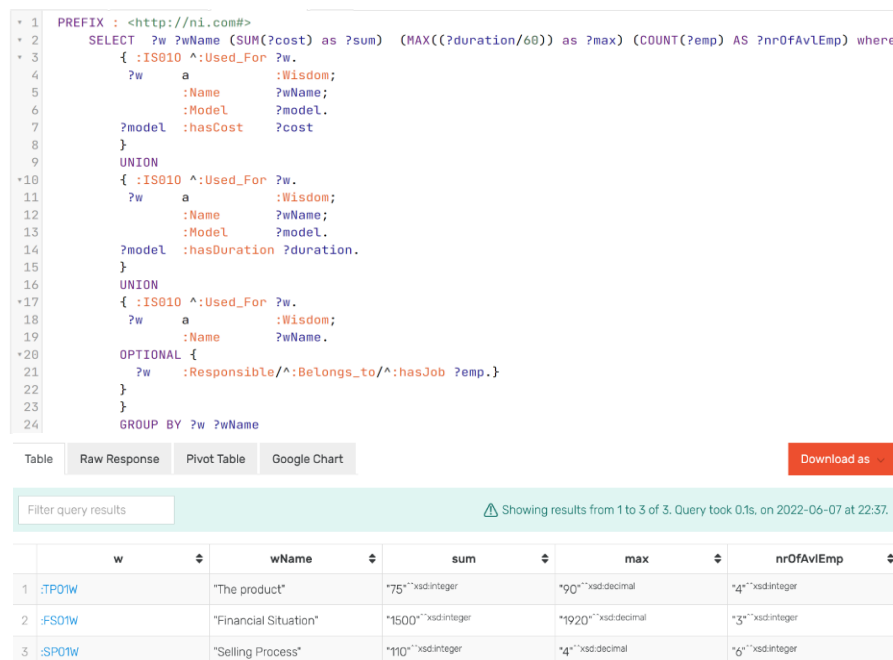 1 PREFIX : <http://ni.com#>
2 SELECT ?w ?wName (SUM(?cost) as ?sum) (MAX((?duration/60)) as ?max) (COUNT(?emp) AS ?nrOfAvlEmp) where
3 { :IS01O ^:Used_For ?w.
4 ?w a :Wisdom;
5 :Name ?wName;
6 :Model ?model.
7 ?model :hasCost ?cost
8 }
9 UNION
10 { :IS01O ^:Used_For ?w.
11 ?w a :Wisdom;
12 :Name ?wName;
13 :Model ?model.
14 ?model :hasDuration ?duration.
15 }
16 UNION
17 { :IS01O ^:Used_For ?w.
18 ?w a :Wisdom;
19 :Name ?wName.
20 OPTIONAL {
21 ?w :Responsible/^:Belongs_to/^:hasJob ?emp.}
22 }
23 }
24 GROUP BY ?w ?wName
Table Raw Response Pivot Table Google Chart Download as
Filter query results Showing results from 1 to 3 of 3. Query took 0.1s, on 2022-06-07 at 22:37.
w wName sum max nrOfAvlEmp
1 :TP01W "The product" "75"^^xsd:integer "90"^^xsd:decimal "4"^^xsd:integer
2 :FS01W "Financial Situation" "1500"^^xsd:integer "1920"^^xsd:decimal "3"^^xsd:integer
3 :SP01W "Selling Process" "110"^^xsd:integer "4"^^xsd:decimal "6"^^xsd:integer